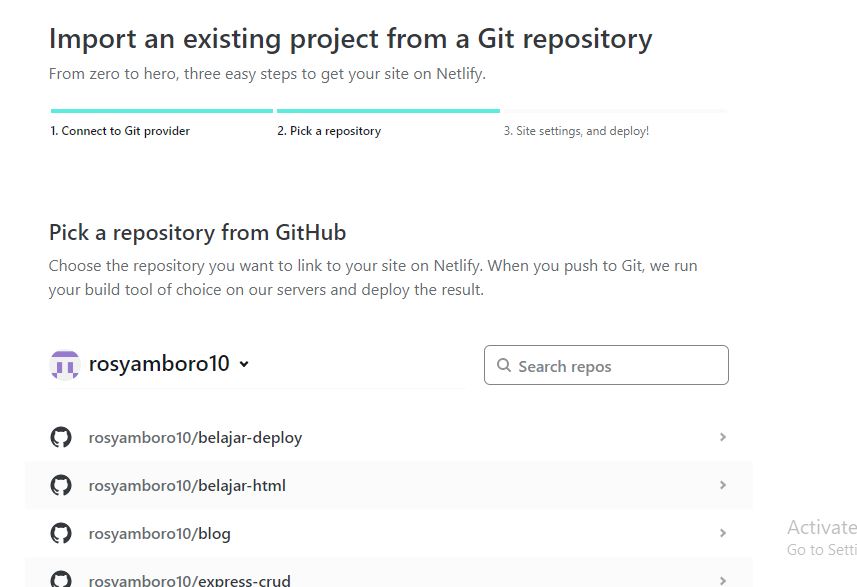 Import an existing project from a Git repository
From zero to hero, three easy steps to get your site on Netlify.
1. Connect to Git provider
2. Pick a repository
3. Site settings, and deploy!
Pick a repository from GitHub
Choose the repository you want to link to your site on Netlify. When you push to Git, we run
your build tool of choice on our servers and deploy the result.
rosyamboro10
Search repos
rosyamboro10/belajar-deploy
rosyamboro10/belajar-html
rosyamboro10/blog
rosyamboro10/express-crud
Activate
Go to Setti